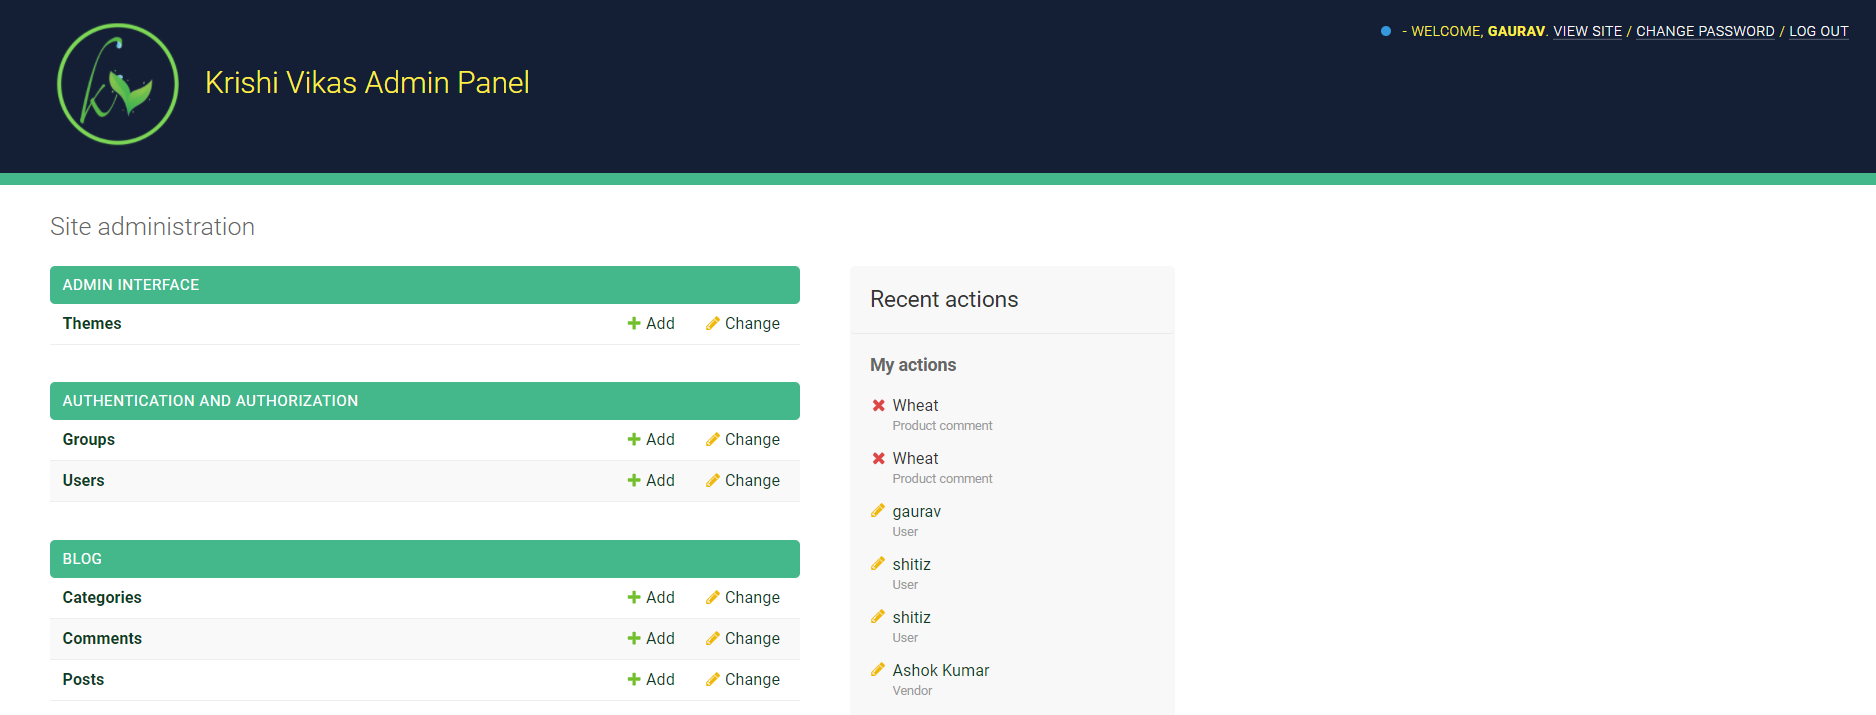 - WELCOME, GAURAV. VIEW SITE / CHANGE PASSWORD / LOG OUT
Krishi Vikas Admin Panel
Site administration
ADMIN INTERFACE
Themes Add Change
AUTHENTICATION AND AUTHORIZATION
Groups Add Change
Users Add Change
BLOG
Categories Add Change
Comments Add Change
Posts Add Change
Recent actions
My actions
Wheat
Product comment
Wheat
Product comment
gaurav
User
shitiz
User
shitiz
User
Ashok Kumar
Vendor